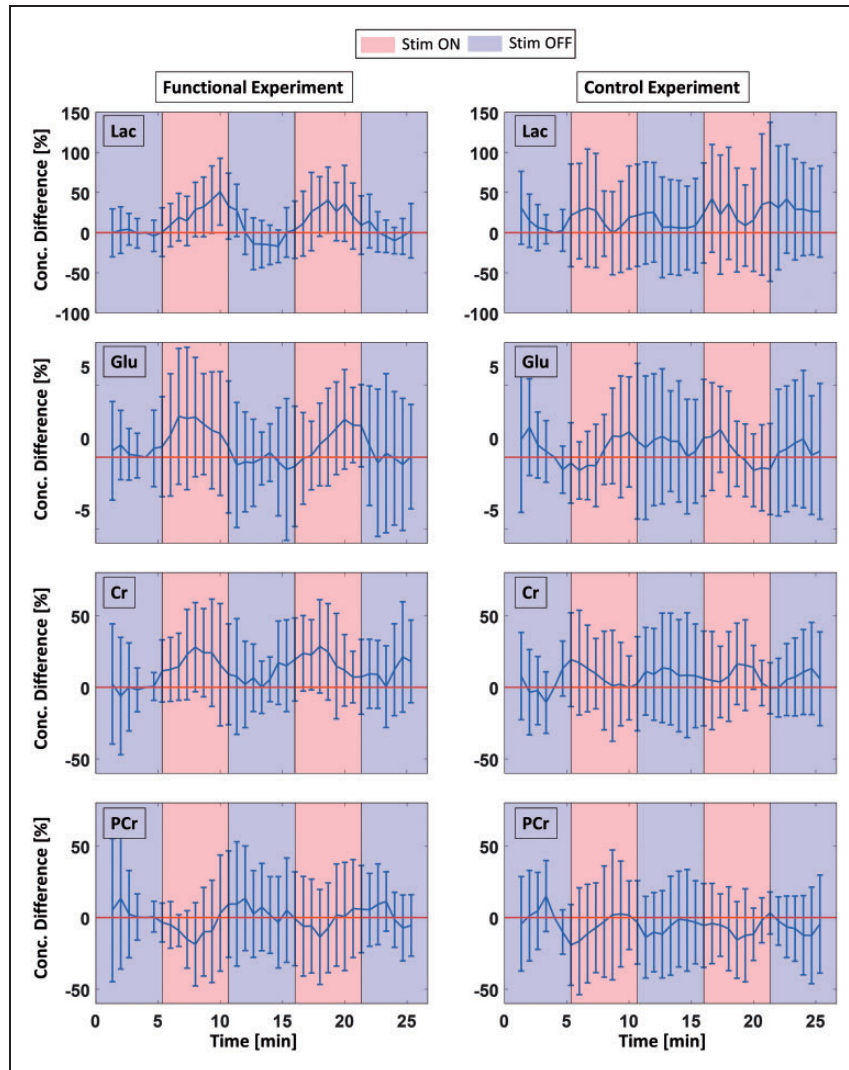 Stim ON Stim OFF
Functional Experiment Control Experiment
Lac Lac
150 150
100 100
50 50
0 0
-50 -50
-100 -100
Conc. Difference [%]
Glu Glu
5 5
0 0
-5 -5
Conc. Difference [%]
Cr Cr
50 50
0 0
-50 -50
Conc. Difference [%]
PCr PCr
50 50
0 0
-50 -50
Conc. Difference [%]
0 5 10 15 20 25 0 5 10 15 20 25
Time [min] Time [min]